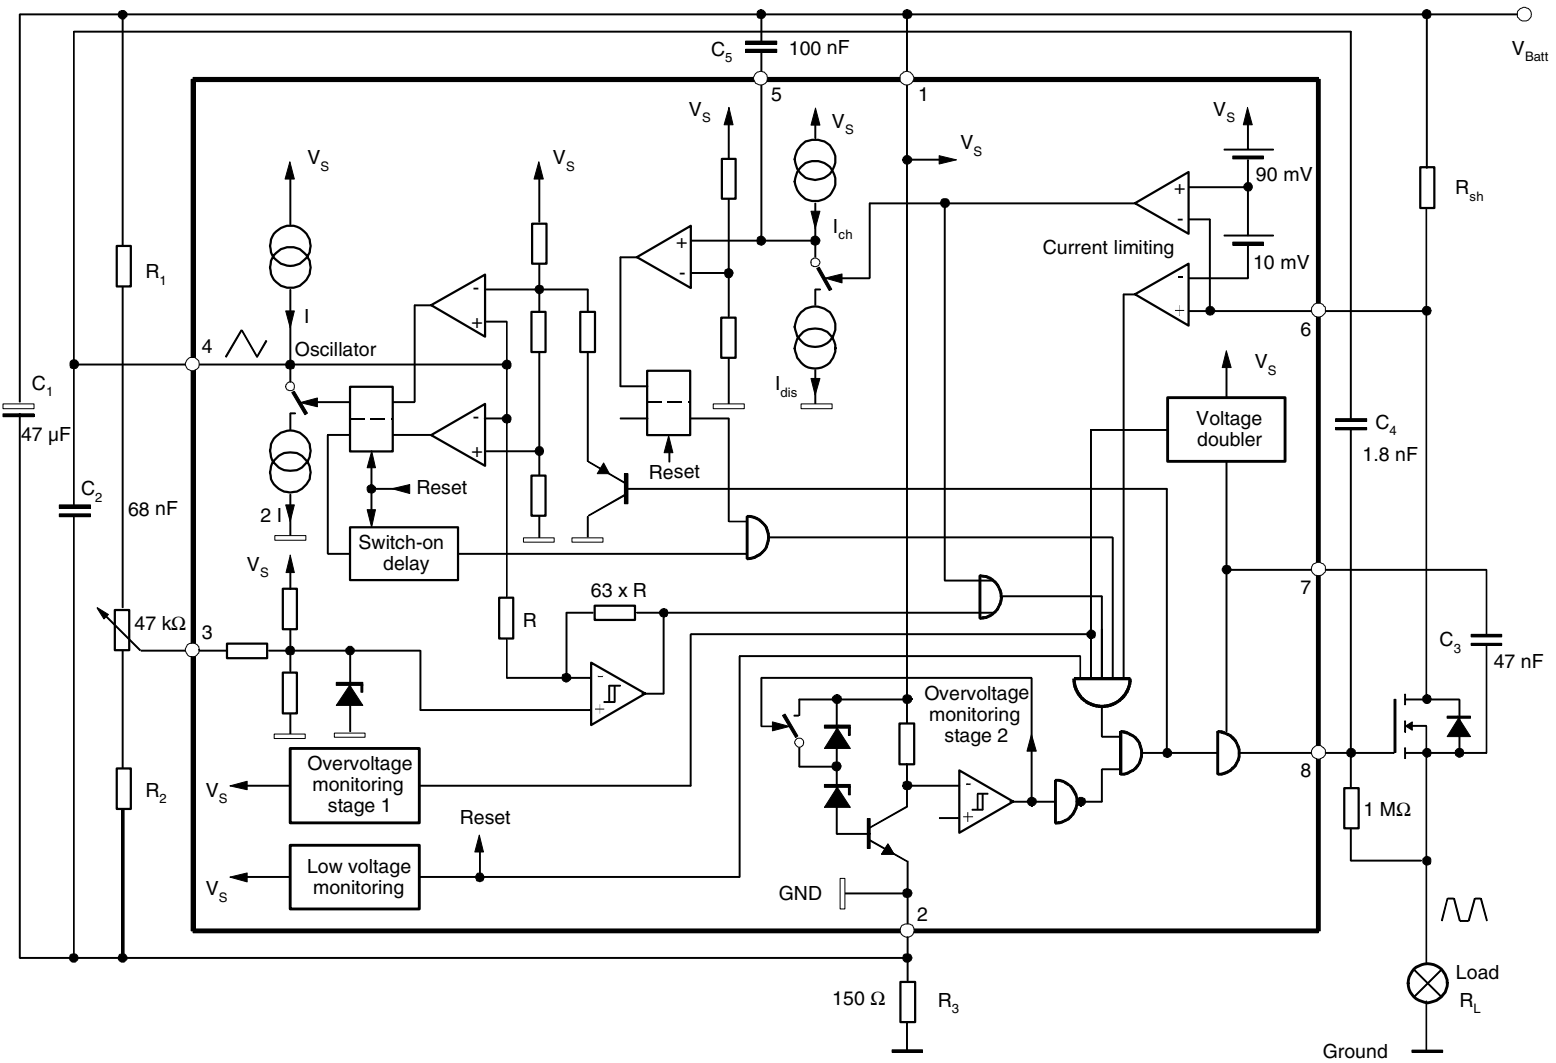 V_Batt
C_5
100 nF
5
1
V_S
V_S
V_S
V_S
90 mV
R_sh
V_S
V_S
I_ch
Current limiting
10 mV
R_1
I
4
Oscillator
6
C_1
47 µF
I_dis
V_S
Voltage
doubler
C_4
1.8 nF
Reset
C_2
68 nF
Reset
2 I
Switch-on
delay
V_S
7
63 x R
47 kΩ
3
R
C_3
47 nF
Overvoltage
monitoring
stage 2
Overvoltage
monitoring
stage 1
V_S
8
R_2
1 MΩ
Reset
Low voltage
monitoring
V_S
GND
2
150 Ω
R_3
Load
R_L
Ground
+
-
-
+
-
+
+
-
-
+
-
+
-
+